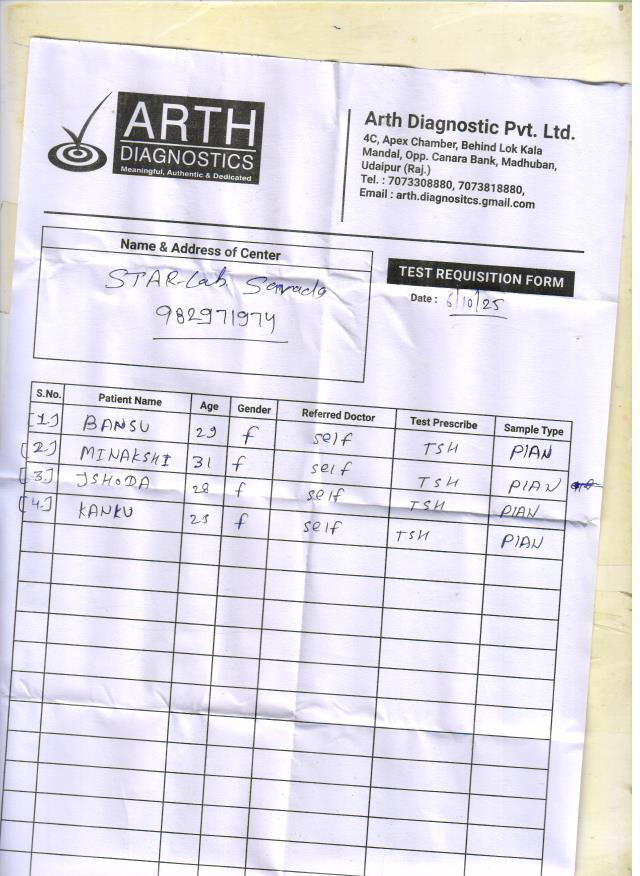 ARTH
DIAGNOSTICS
Meaningful, Authentic & Dedicated
Arth Diagnostic Pvt. Ltd.
4C, Apex Chamber, Behind Lok Kala
Mandal, Opp. Canara Bank, Madhuban,
Udaipur (Raj.)
Tel. : 7073308880, 7073818880,
Email : arth.diagnositcs.gmail.com
Name & Address of Center
STAR-Lab
982971974
TEST REQUISITION FORM
Date : 6/10/25
S.No. Patient Name Age Gender Referred Doctor Test Prescribe Sample Type
[1.] BANSU 29 f self TSH PIAN
[2.] MINAKSHI 31 f self TSH PIAN
[3.] JSHODA 28 f self TSH PIAN
[4.] KANKU f self TSH PIAN